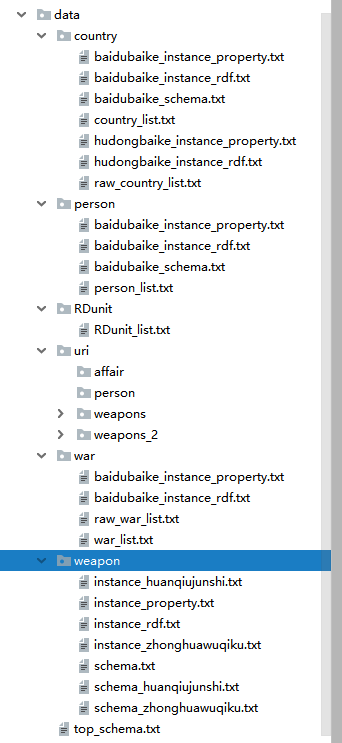 data
country
baidubaike_instance_property.txt
baidubaike_instance_rdf.txt
baidubaike_schema.txt
country_list.txt
hudongbaike_instance_property.txt
hudongbaike_instance_rdf.txt
raw_country_list.txt
person
baidubaike_instance_property.txt
baidubaike_instance_rdf.txt
baidubaike_schema.txt
person_list.txt
RDunit
RDunit_list.txt
uri
affair
person
weapons
weapons_2
war
baidubaike_instance_property.txt
baidubaike_instance_rdf.txt
raw_war_list.txt
war_list.txt
weapon
instance_huanqiujunshi.txt
instance_property.txt
instance_rdf.txt
instance_zhonghuawuqiku.txt
schema.txt
schema_huanqiujunshi.txt
schema_zhonghuawuqiku.txt
top_schema.txt